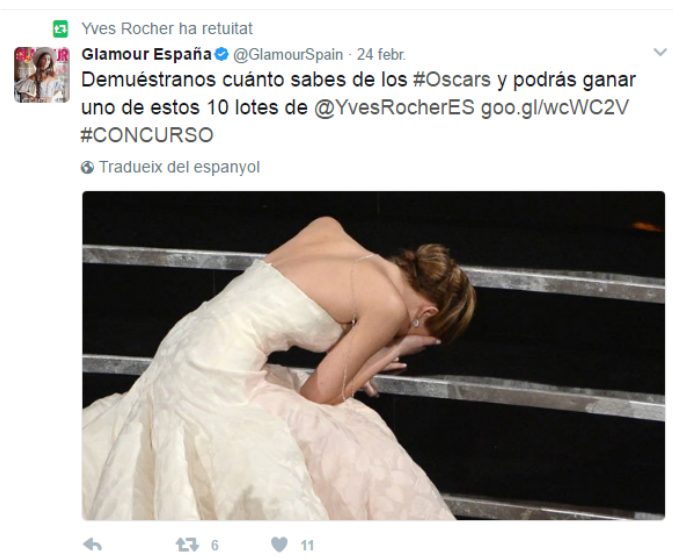 Yves Rocher ha retuitat
Glamour España @GlamourSpain · 24 febr.
Demuéstranos cuánto sabes de los #Oscars y podrás ganar
uno de estos 10 lotes de @YvesRocherES goo.gl/wcWC2V
#CONCURSO
Tradueix del espanyol
6 11